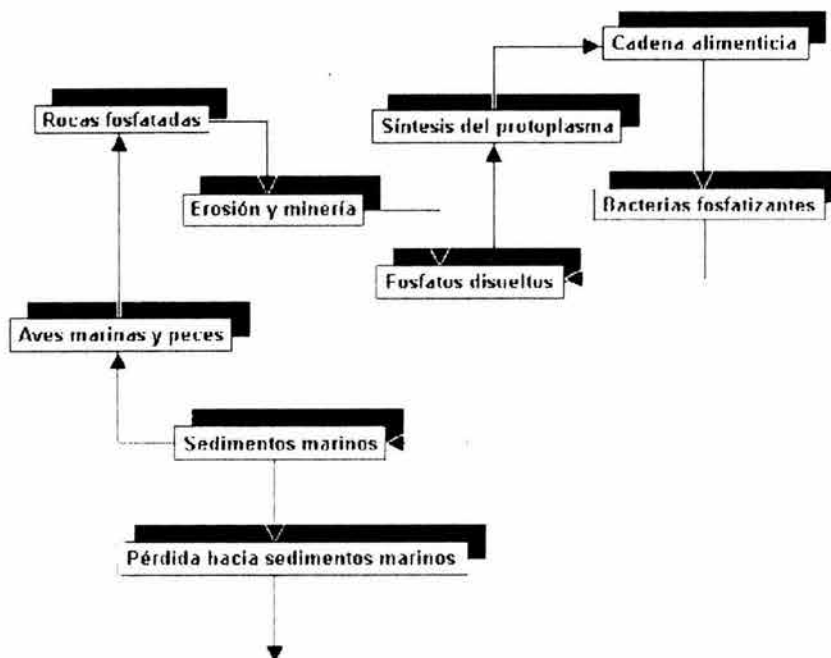 Cadena alimenticia
Rocas fosfatadas
Síntesis del protoplasma
Erosión y minería
Bacterias fosfatizantes
Fosfatos disueltos
Aves marinas y peces
Sedimentos marinos
Pérdida hacia sedimentos marinos